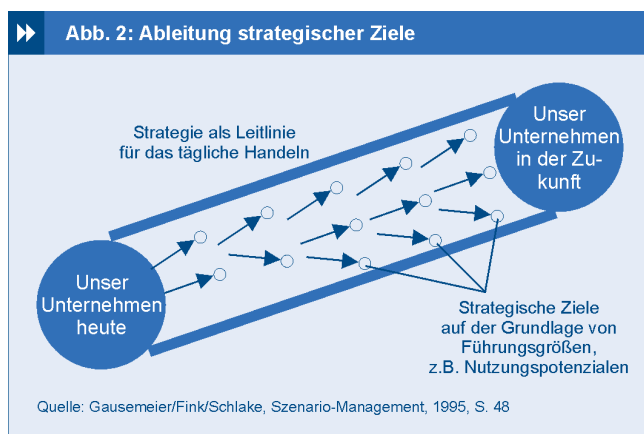 Abb. 2: Ableitung strategischer Ziele
Strategie als Leitlinie
für das tägliche Handeln
Unser
Unternehmen
in der Zu-
kunft
Unser
Unternehmen
heute
Strategische Ziele
auf der Grundlage von
Führungsgrößen,
z.B. Nutzungspotenzialen
Quelle: Gausemeier/Fink/Schlake, Szenario-Management, 1995, S. 48